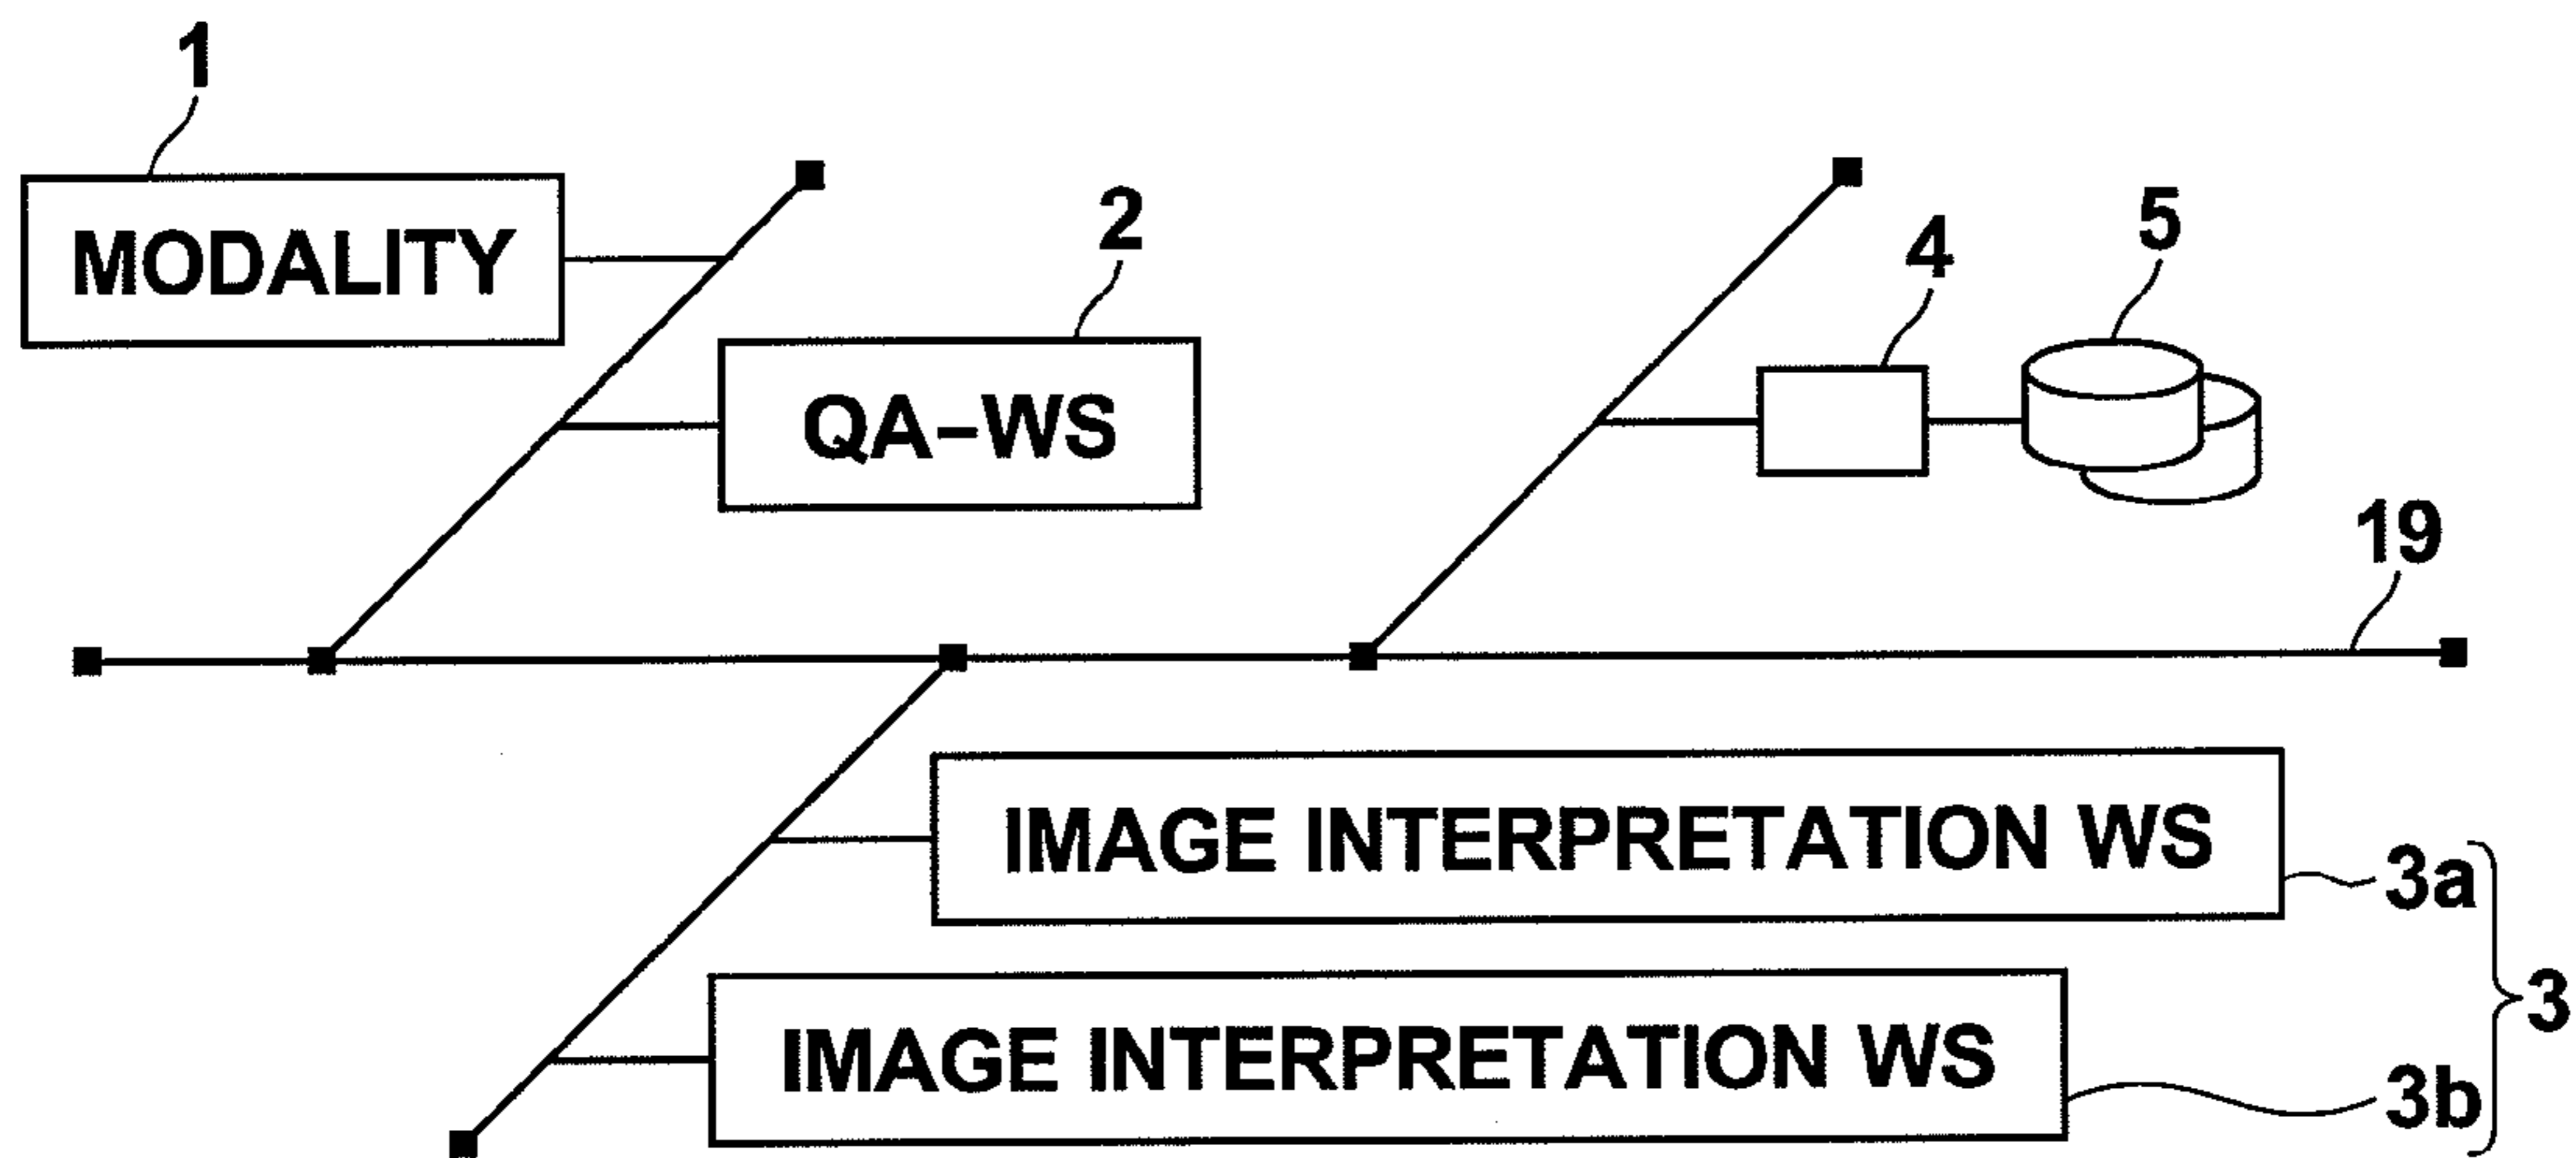 1
MODALITY
2
QA-WS
4
5
19
IMAGE INTERPRETATION WS
3a
3
IMAGE INTERPRETATION WS
3b